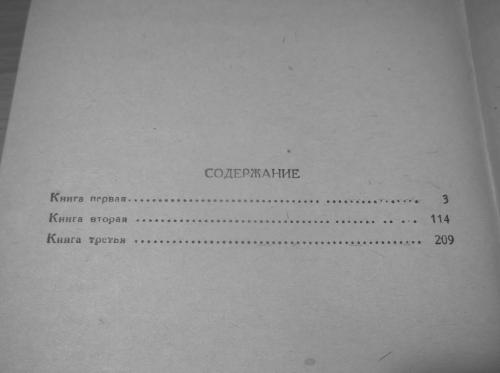 СОДЕРЖАНИЕ
Книга первая.......................................... 3
Книга вторая .......................................... 114
Книга третья .......................................... 209